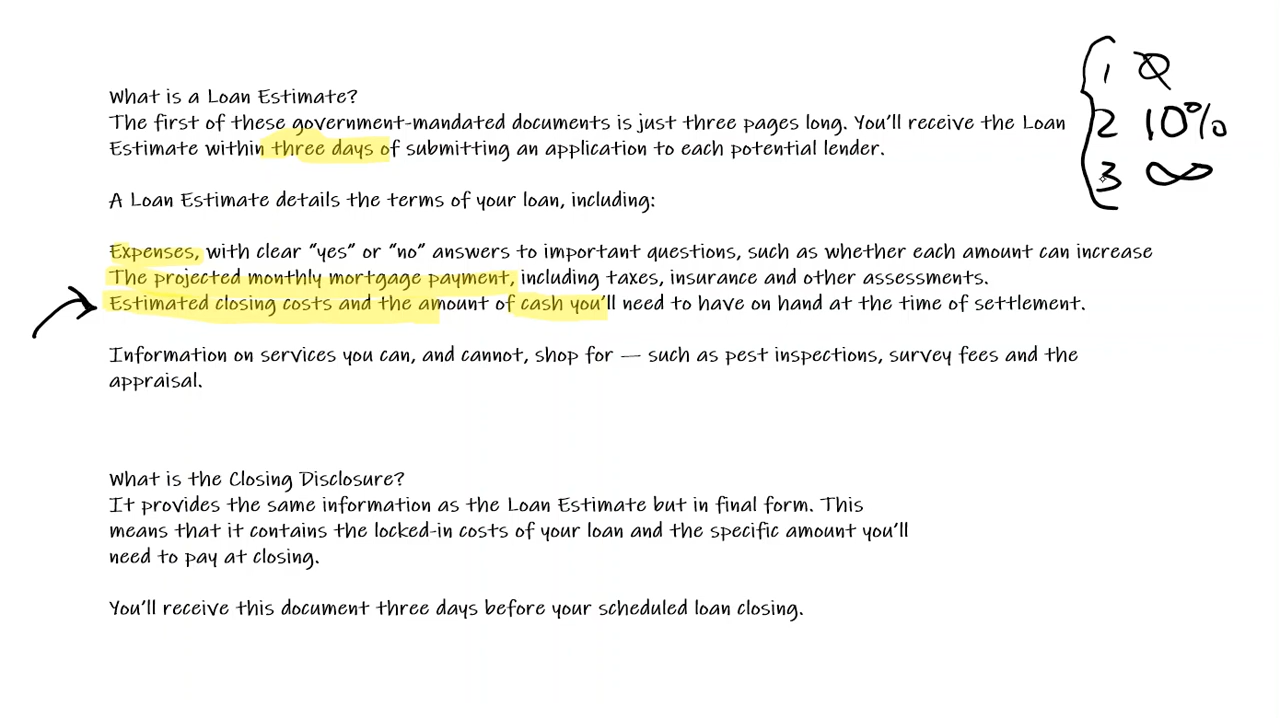 What is a Loan Estimate?
The first of these government-mandated documents is just three pages long. You'll receive the Loan
Estimate within three days of submitting an application to each potential lender.
A Loan Estimate details the terms of your loan, including:
Expenses, with clear "yes" or "no" answers to important questions, such as whether each amount can increase
The projected monthly mortgage payment, including taxes, insurance and other assessments.
Estimated closing costs and the amount of cash you'll need to have on hand at the time of settlement.
Information on services you can, and cannot, shop for — such as pest inspections, survey fees and the
appraisal.
What is the Closing Disclosure?
It provides the same information as the Loan Estimate but in final form. This
means that it contains the locked-in costs of your loan and the specific amount you'll
need to pay at closing.
You'll receive this document three days before your scheduled loan closing.
1 Ø
2 10%
3 ∞